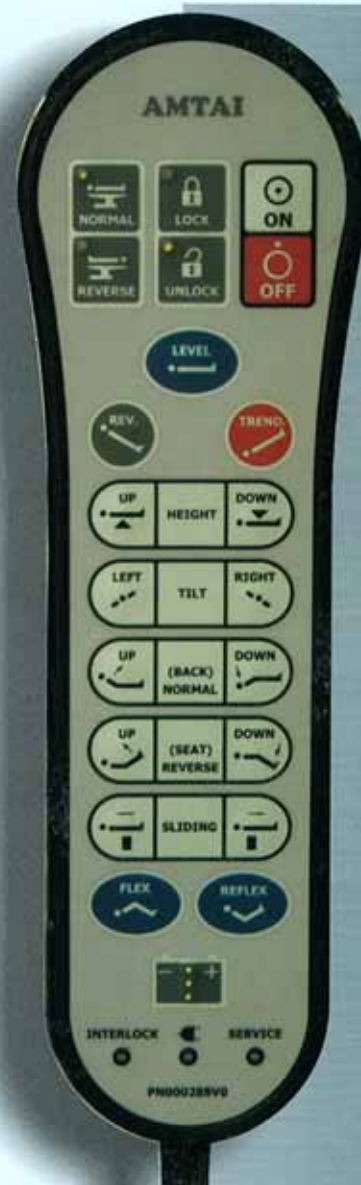 AMTAI
NORMAL LOCK ON
REVERSE UNLOCK OFF
LEVEL
REV. TREND.
UP HEIGHT DOWN
LEFT TILT RIGHT
UP (BACK) DOWN
NORMAL
UP (SEAT) DOWN
REVERSE
SLIDING
FLEX REFLEX
- +
INTERLOCK SERVICE